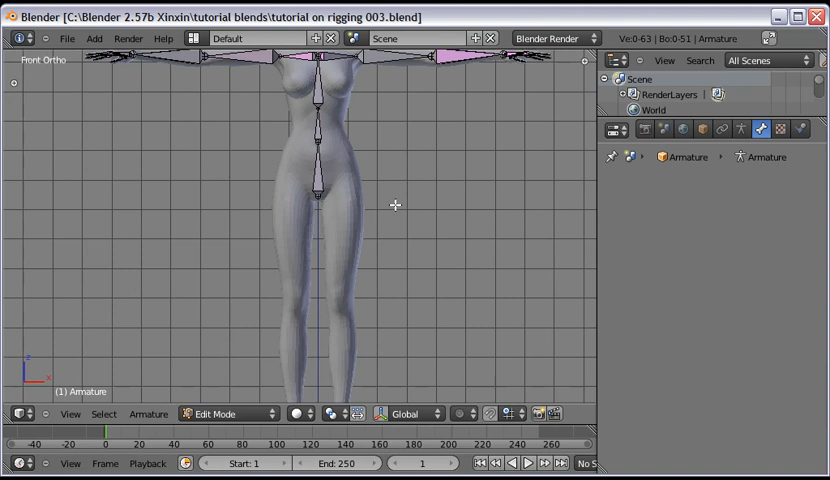 Blender [C:\Blender 2.57b Xinxin\tutorial blends\tutorial on rigging 003.blend]
File Add Render Help Default Scene Blender Render Ve:0-63 | Bo:0-51 | Armature
Front Ortho
View Search All Scenes
Scene
RenderLayers |
World
Armature Armature
z
x
(1) Armature
View Select Armature Edit Mode Global
-40 -20 0 20 40 60 80 100 120 140 160 180 200 220 240 260
View Frame Playback Start: 1 End: 250 1 No S